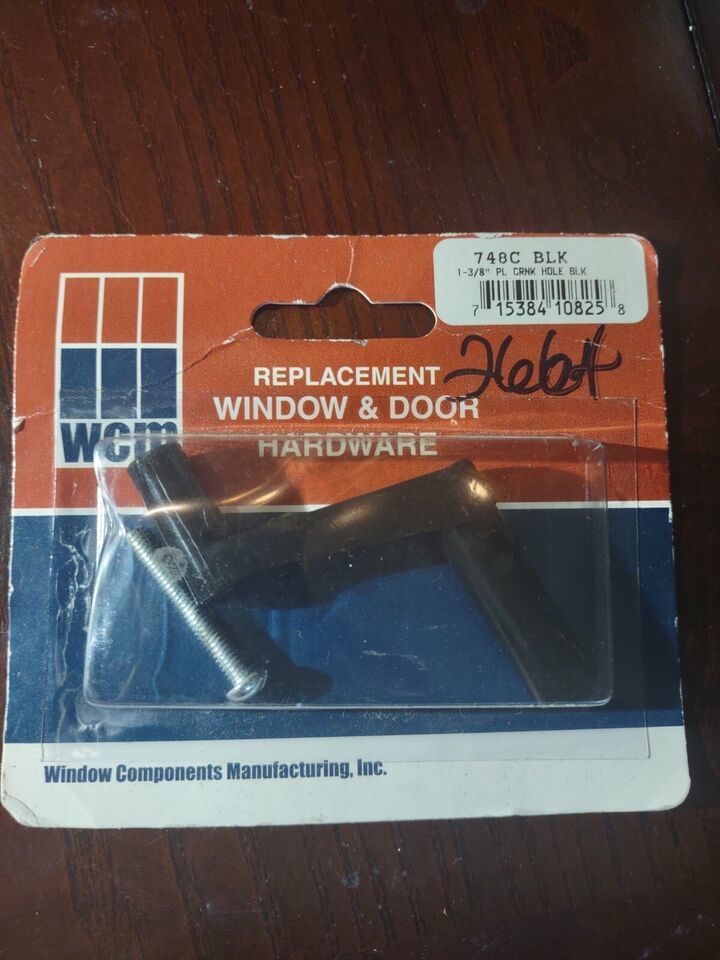 748C BLK
1-3/8" PL CRNK HOLE BLK
7 15384 10825 8
REPLACEMENT
WINDOW & DOOR
HARDWARE
wcm
Window Components Manufacturing, Inc.